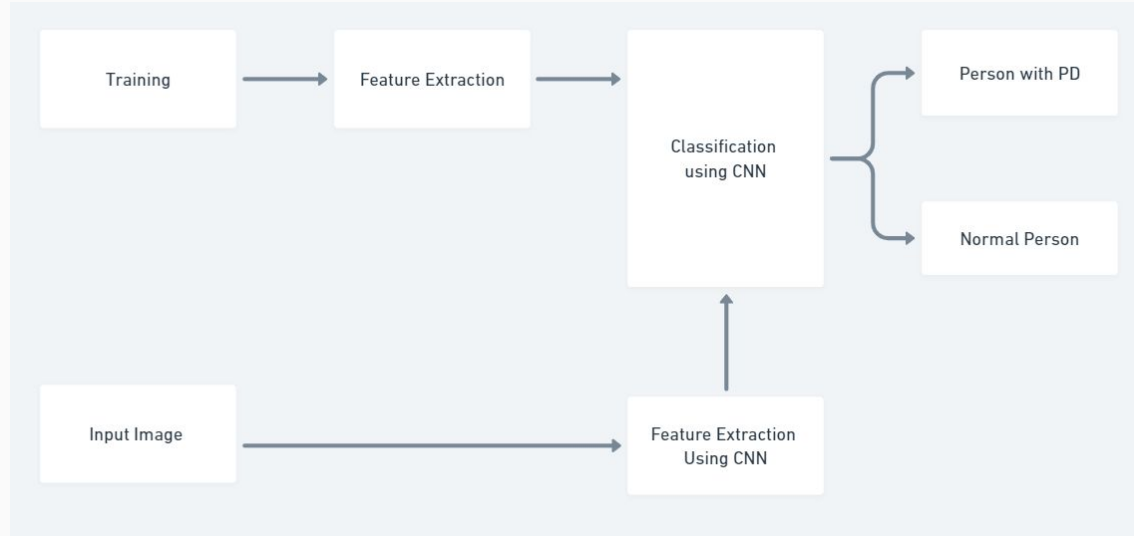 Training
Feature Extraction
Classification
using CNN
Person with PD
Normal Person
Input Image
Feature Extraction
Using CNN